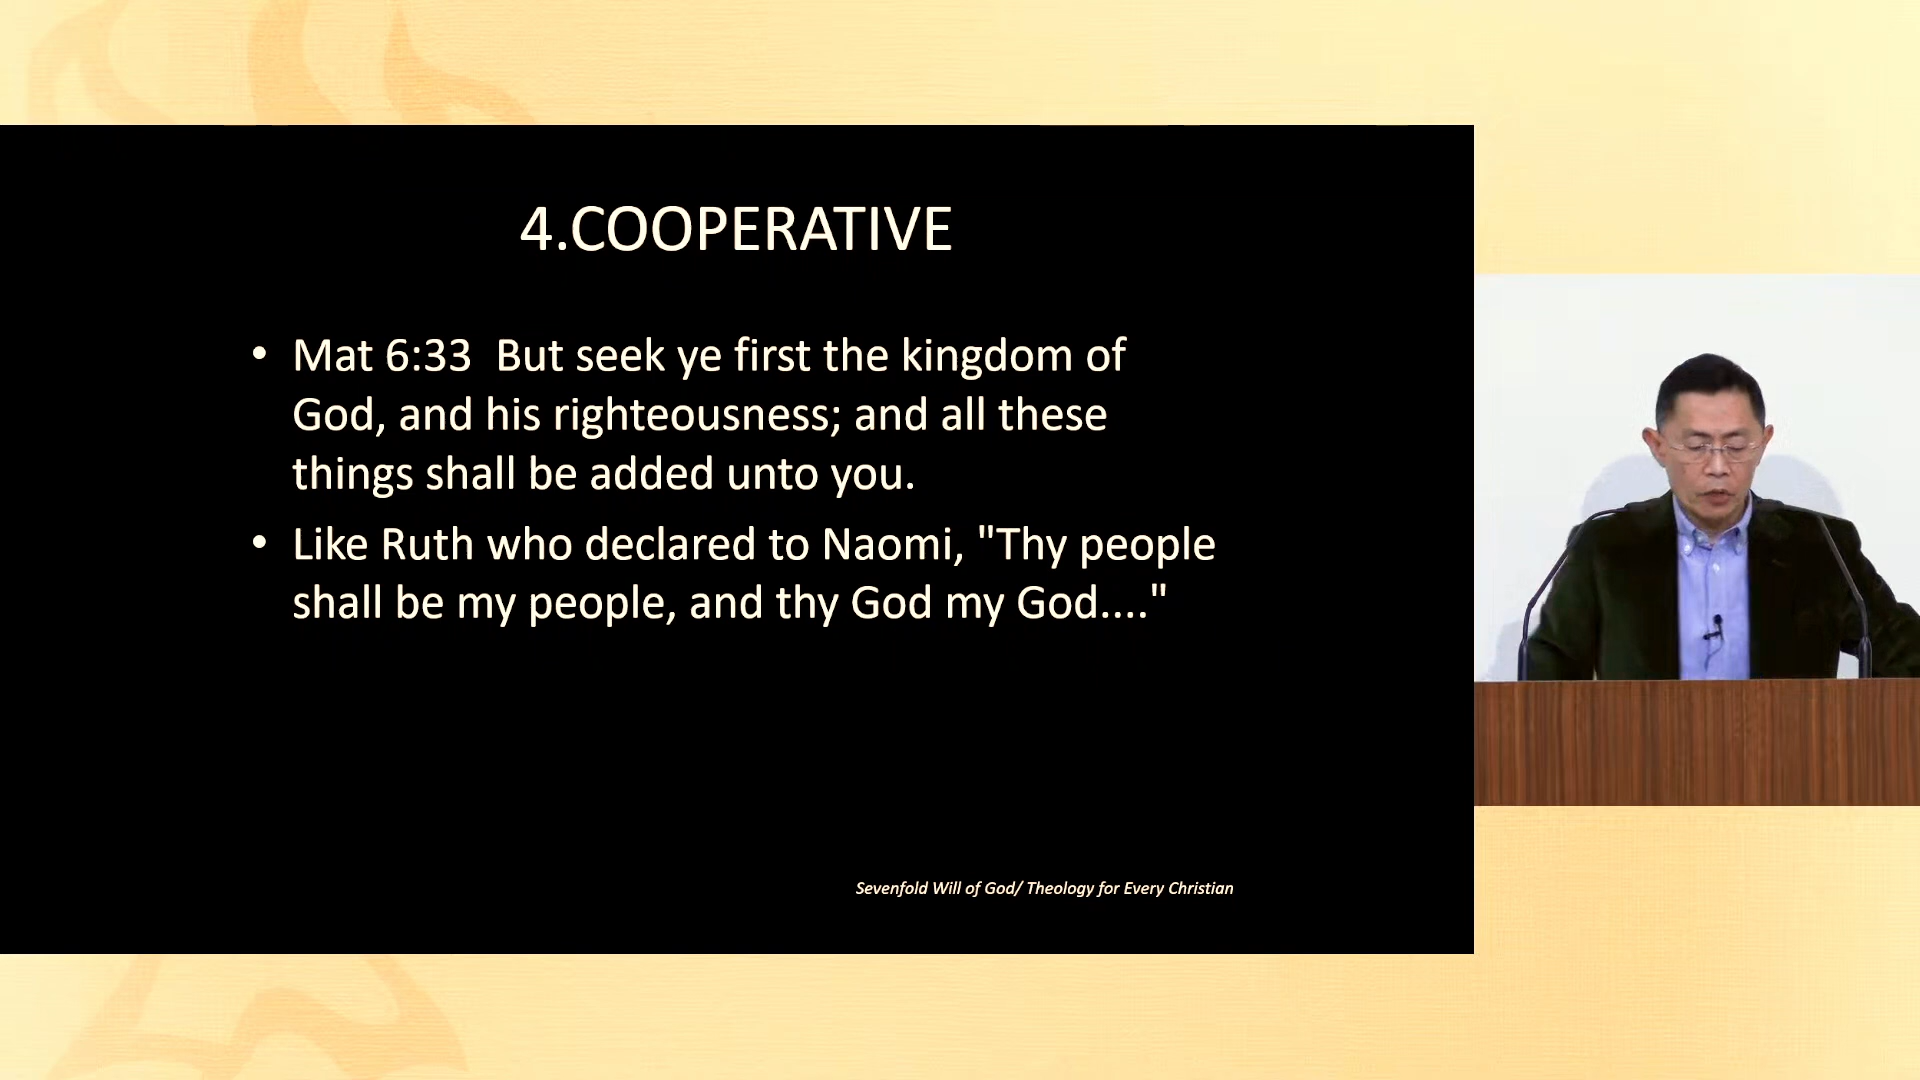 4.COOPERATIVE
• Mat 6:33  But seek ye first the kingdom of
God, and his righteousness; and all these
things shall be added unto you.
• Like Ruth who declared to Naomi, "Thy people
shall be my people, and thy God my God...."
Sevenfold Will of God/ Theology for Every Christian